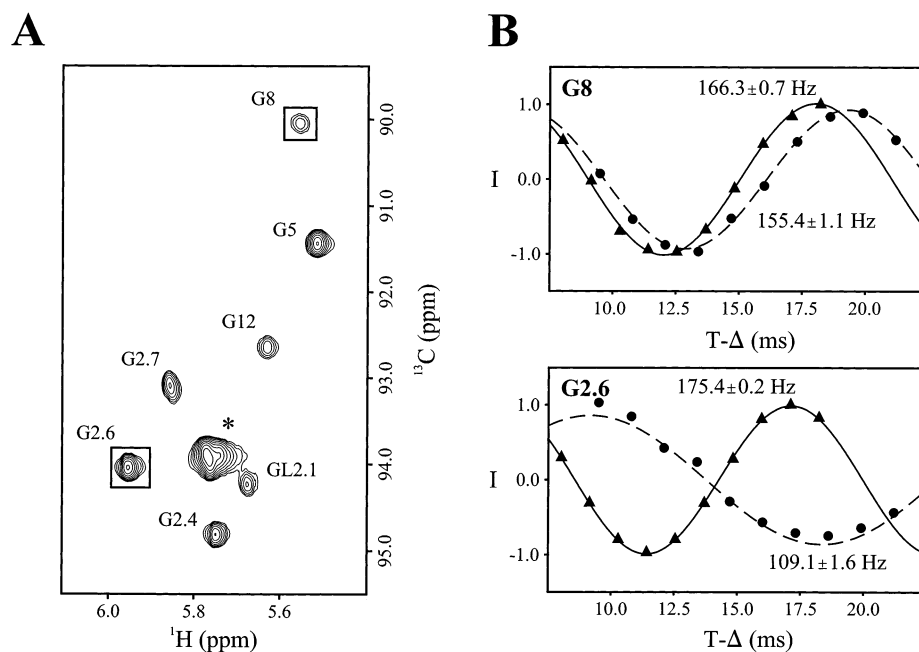 A
G8
G5
G12
G2.7
*
G2.6
GL2.1
G2.4
90.0
91.0
92.0
93.0
94.0
95.0
¹³C (ppm)
6.0
5.8
5.6
¹H (ppm)
B
G8
166.3±0.7 Hz
155.4±1.1 Hz
1.0
0.0
-1.0
I
10.0
12.5
15.0
17.5
20.0
T-Δ (ms)
G2.6
175.4±0.2 Hz
109.1±1.6 Hz
1.0
0.0
-1.0
I
10.0
12.5
15.0
17.5
20.0
T-Δ (ms)